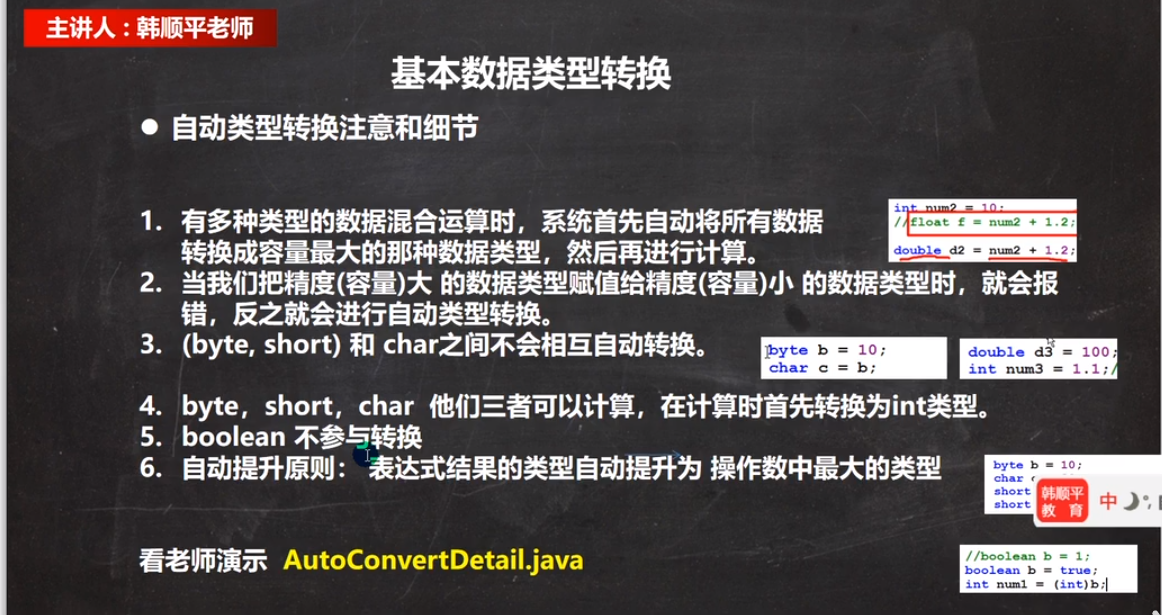 主讲人：韩顺平老师
基本数据类型转换
● 自动类型转换注意和细节
1. 有多种类型的数据混合运算时，系统首先自动将所有数据
转换成容量最大的那种数据类型，然后再进行计算。
int num2 = 10;
//float f = num2 + 1.2;
double d2 = num2 + 1.2;
2. 当我们把精度(容量)大 的数据类型赋值给精度(容量)小 的数据类型时，就会报
错，反之就会进行自动类型转换。
3. (byte, short) 和 char之间不会相互自动转换。
byte b = 10;
char c = b;
double d3 = 100;
int num3 = 1.1;/
4. byte，short，char 他们三者可以计算，在计算时首先转换为int类型。
5. boolean 不参与转换
6. 自动提升原则： 表达式结果的类型自动提升为 操作数中最大的类型
byte b = 10;
char
short
short
韩顺平
教 育
中
看老师演示 AutoConvertDetail.java
//boolean b = 1;
boolean b = true;
int num1 = (int)b;